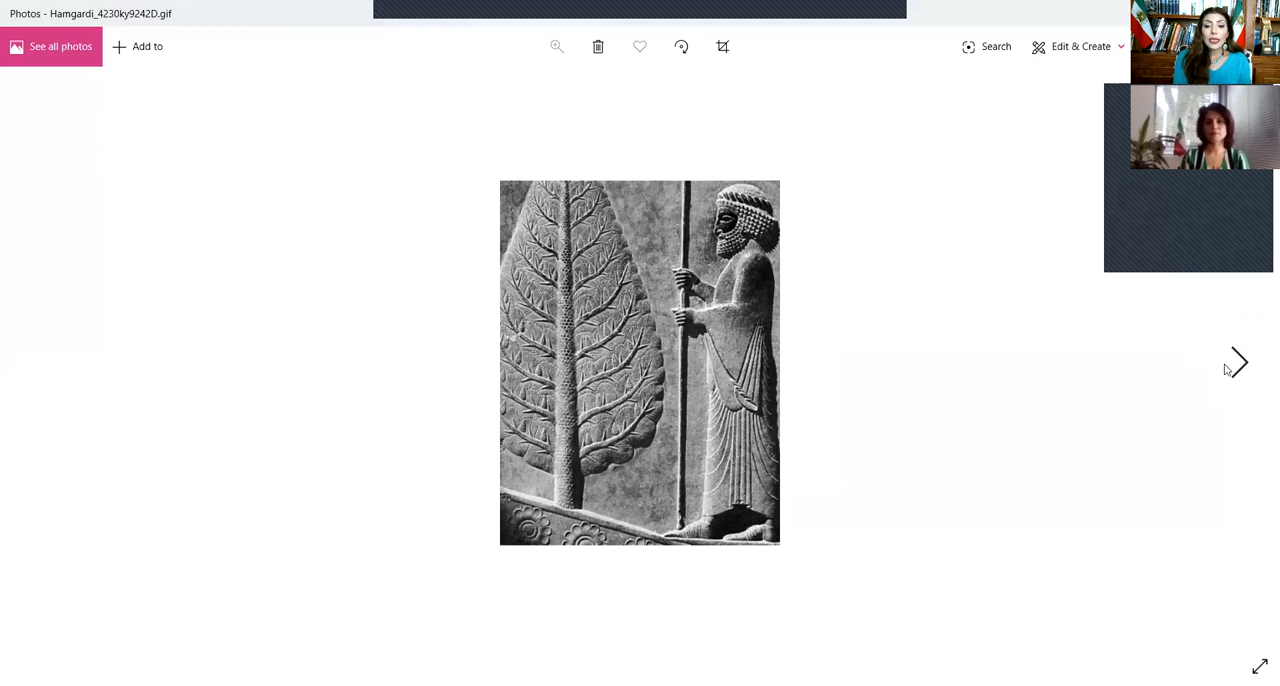 Photos - Hamgardi_4230ky9242D.gif
See all photos
Add to
Search
Edit & Create